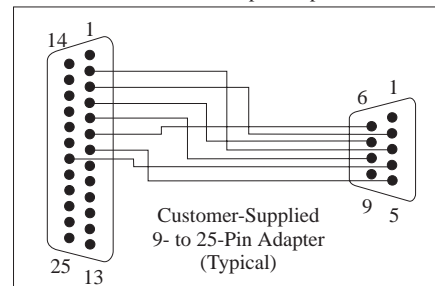 14 1
6 1
9 5
Customer-Supplied
9- to 25-Pin Adapter
(Typical)
25 13